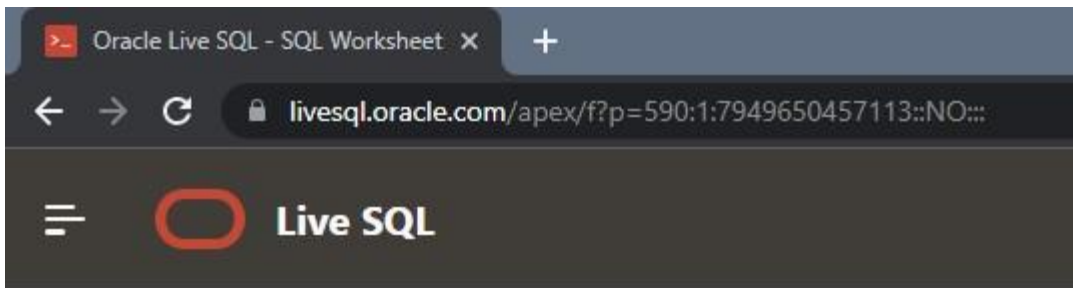 Oracle Live SQL - SQL Worksheet
livesql.oracle.com/apex/f?p=590:1:7949650457113::NO:::
Live SQL